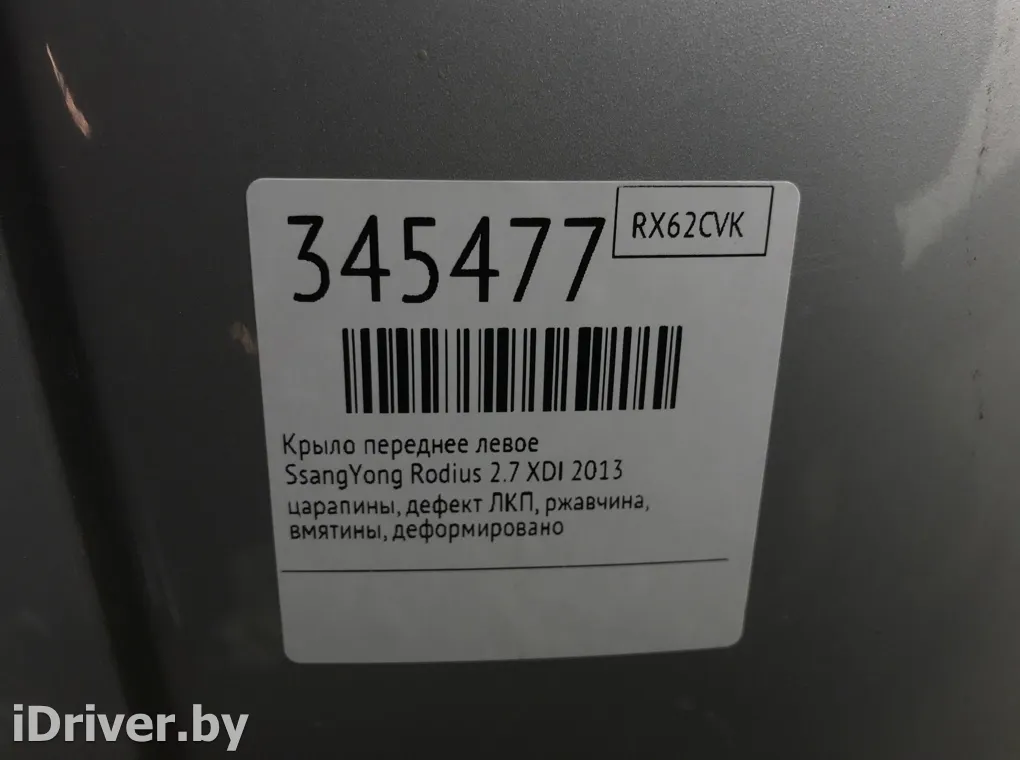 345477
RX62CVK
Крыло переднее левое
SsangYong Rodius 2.7 XDI 2013
царапины, дефект ЛКП, ржавчина,
вмятины, деформировано
iDriver.by